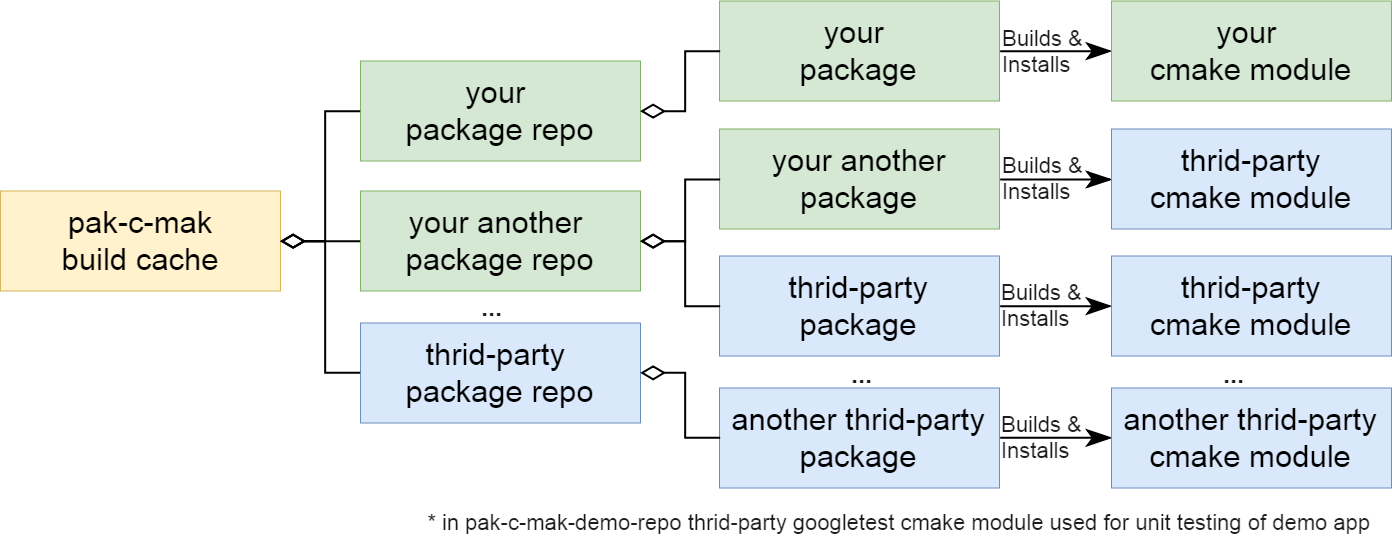 pak-c-mak
build cache
your
package repo
your another
package repo
...
thrid-party
package repo
your
package
Builds &
Installs
your
cmake module
your another
package
Builds &
Installs
thrid-party
cmake module
thrid-party
package
Builds &
Installs
thrid-party
cmake module
...
...
another thrid-party
package
Builds &
Installs
another thrid-party
cmake module
* in pak-c-mak-demo-repo thrid-party googletest cmake module used for unit testing of demo app